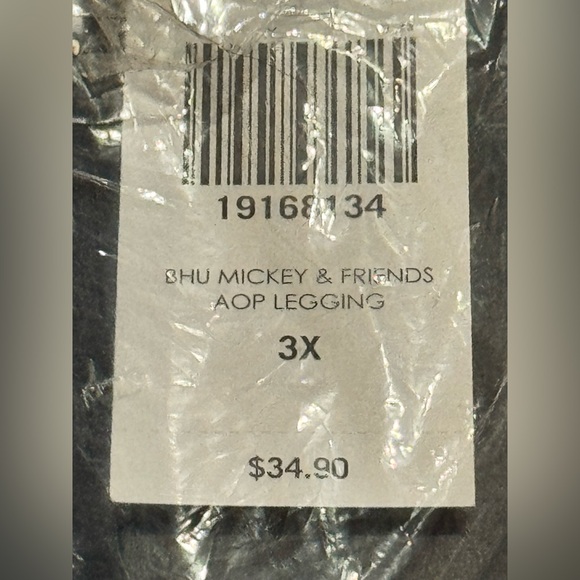 19168134
BHU MICKEY & FRIENDS
AOP LEGGING
3X
$34.90